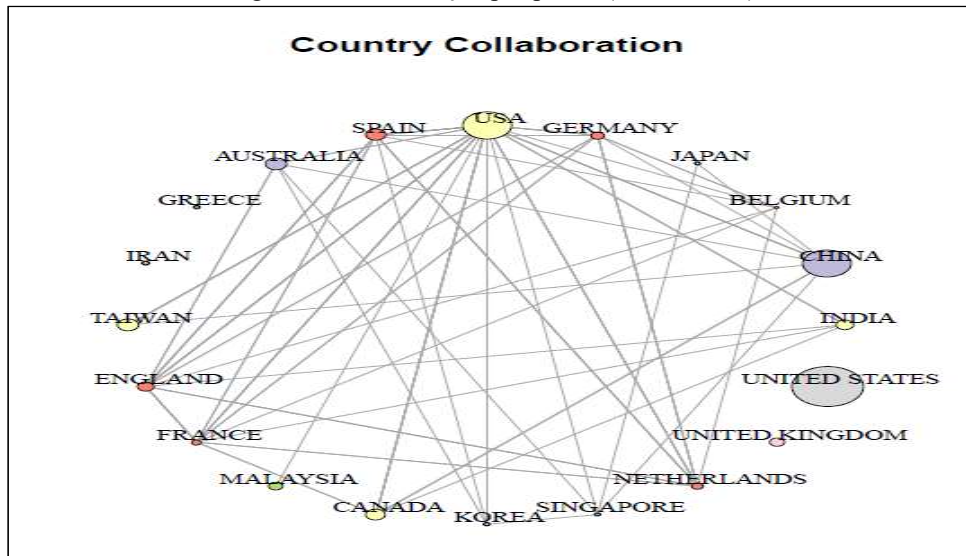 Country Collaboration
USA
SPAIN
GERMANY
AUSTRALIA
JAPAN
GREECE
BELGIUM
IRAN
CHINA
TAIWAN
INDIA
ENGLAND
UNITED STATES
FRANCE
UNITED KINGDOM
MALAYSIA
NETHERLANDS
CANADA
KOREA
SINGAPORE